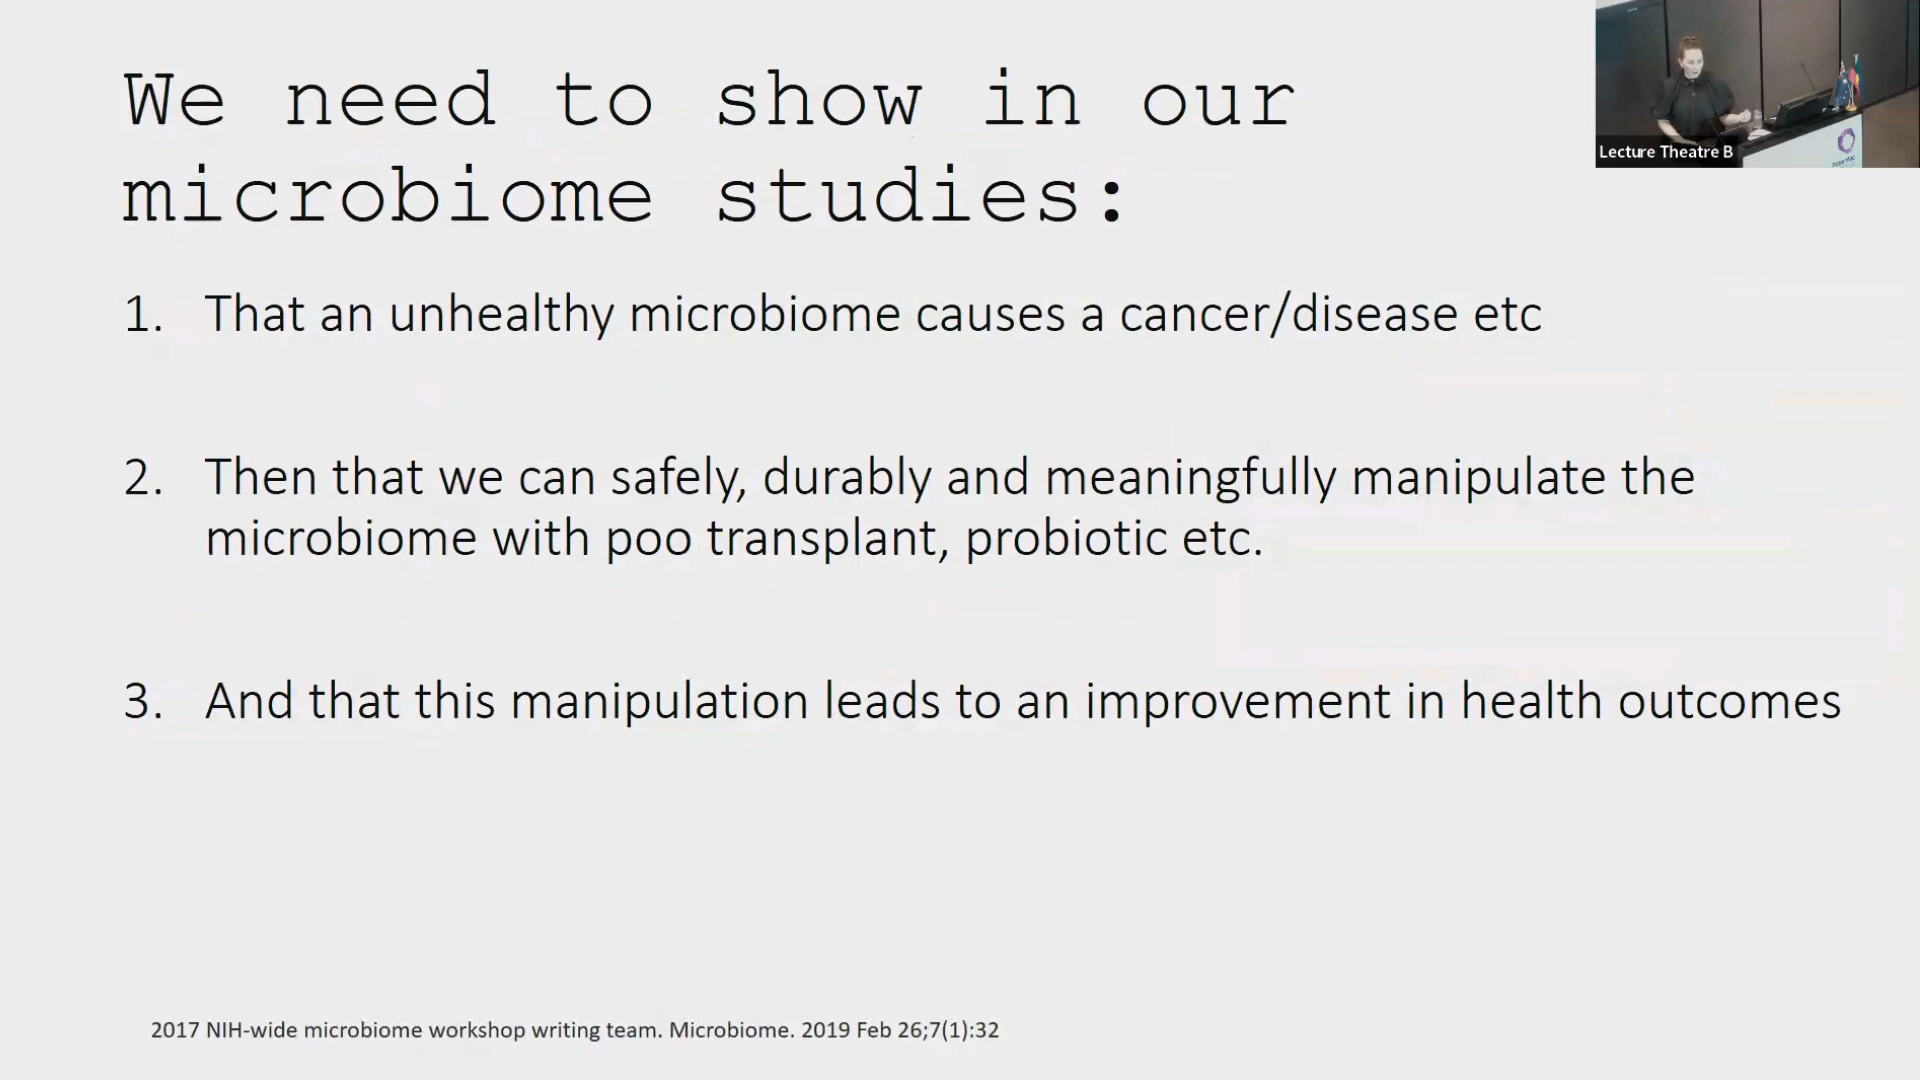 We need to show in our
microbiome studies:
Lecture Theatre B
Peter Mac
1. That an unhealthy microbiome causes a cancer/disease etc
2. Then that we can safely, durably and meaningfully manipulate the
microbiome with poo transplant, probiotic etc.
3. And that this manipulation leads to an improvement in health outcomes
2017 NIH-wide microbiome workshop writing team. Microbiome. 2019 Feb 26;7(1):32